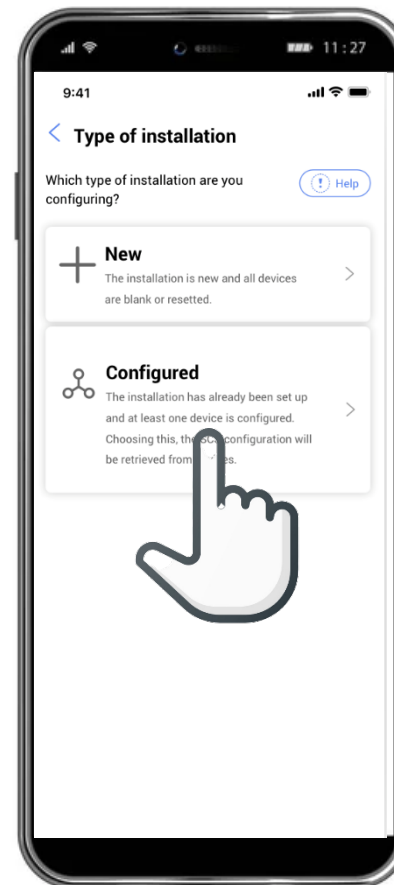 11:27
9:41
Type of installation
Which type of installation are you
configuring?
Help
New
The installation is new and all devices
are blank or resetted.
Configured
The installation has already been set up
and at least one device is configured.
Choosing this, the SCS configuration will
be retrieved from